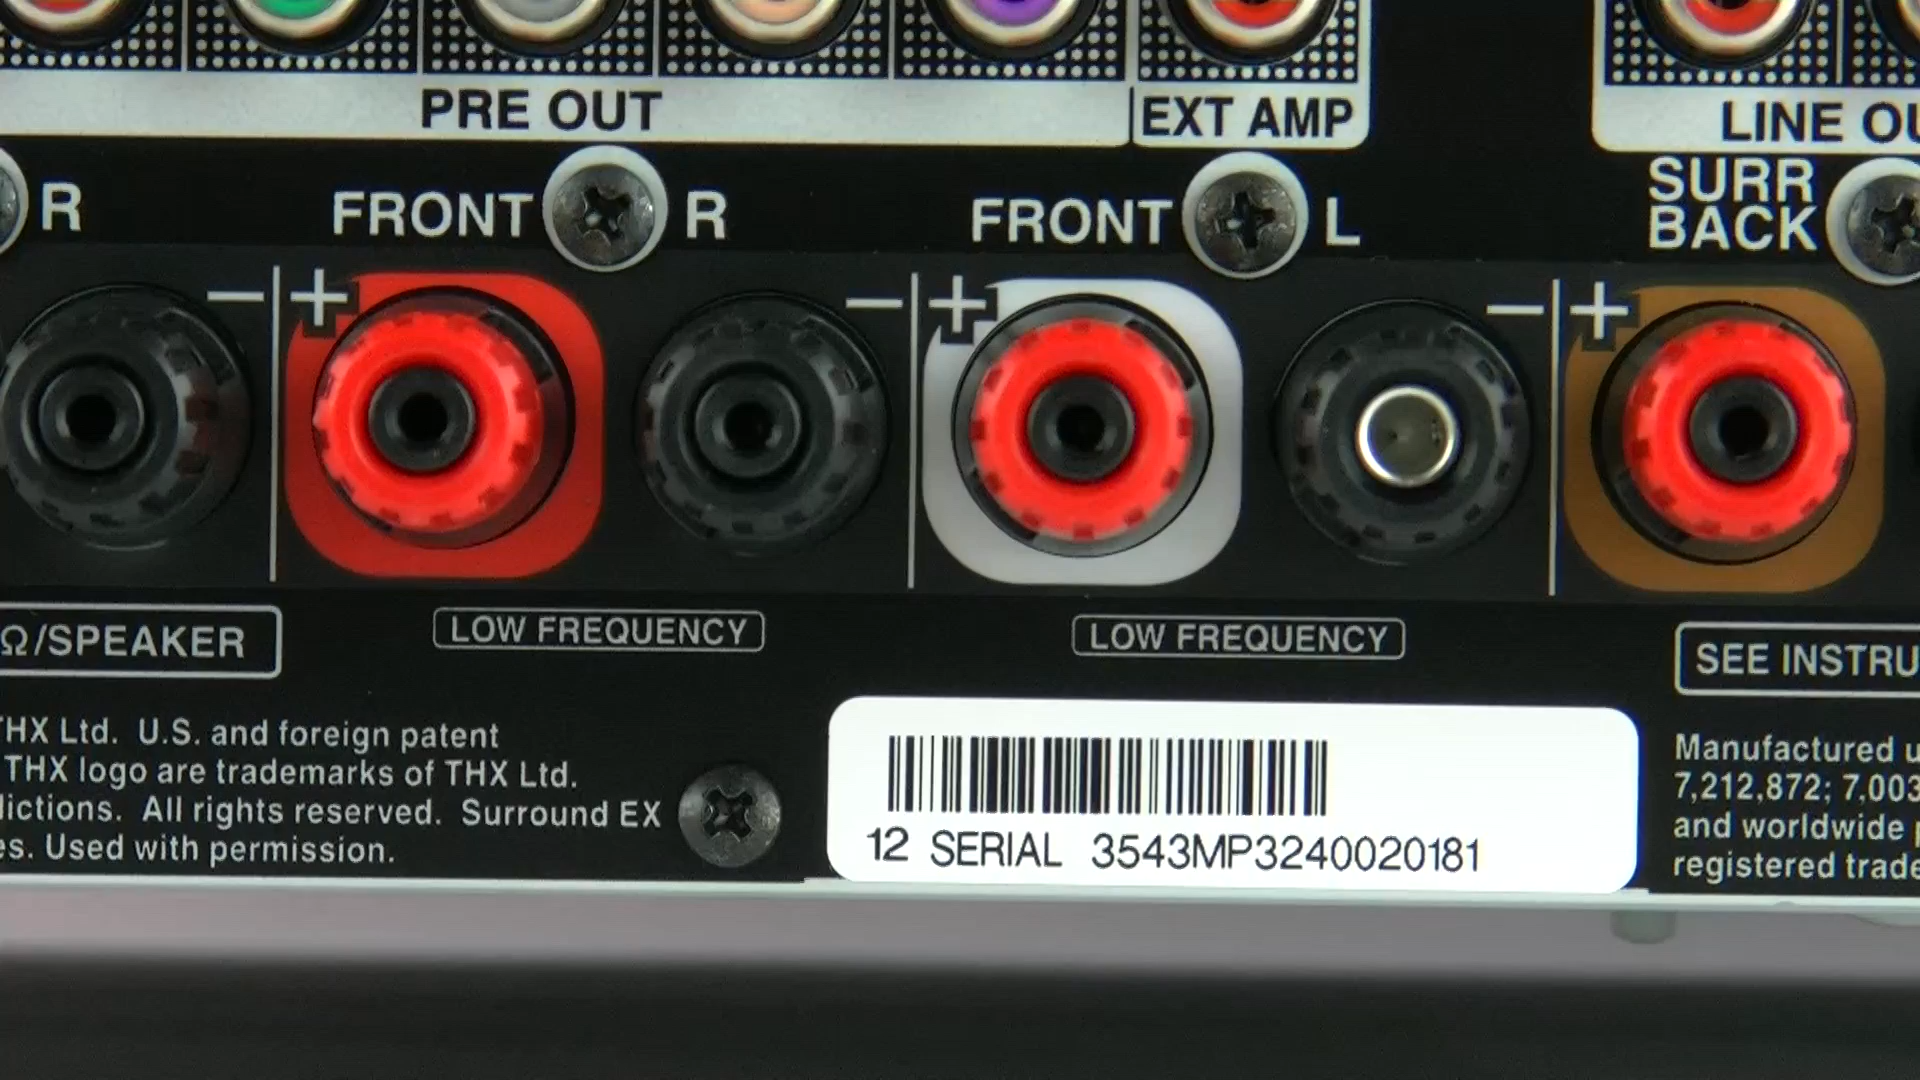 PRE OUT
EXT AMP
LINE OU
R
FRONT R
FRONT L
SURR
BACK
− + − + − +
Ω/SPEAKER
LOW FREQUENCY
LOW FREQUENCY
SEE INSTRU
THX Ltd. U.S. and foreign patent
THX logo are trademarks of THX Ltd.
dictions. All rights reserved. Surround EX
es. Used with permission.
12 SERIAL 3543MP3240020181
Manufactured u
7,212,872; 7,003
and worldwide p
registered trade